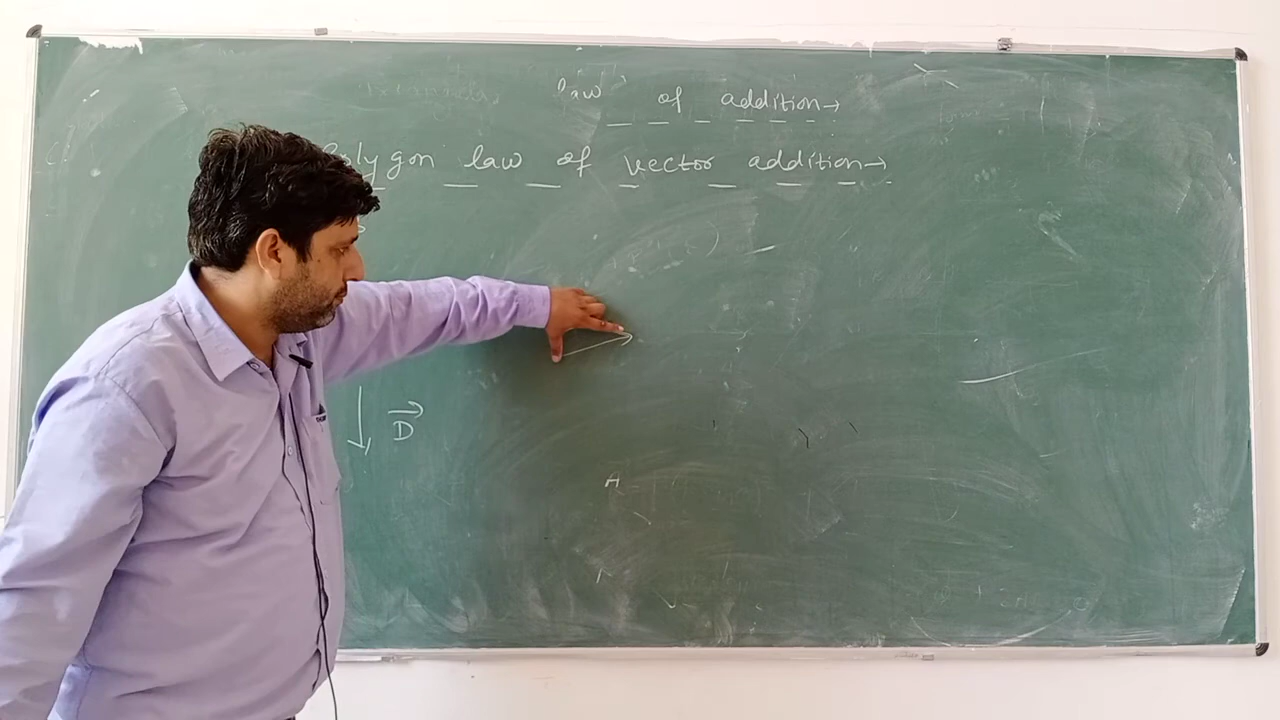 law of addition→
Polygon law of vector addition→
D
A